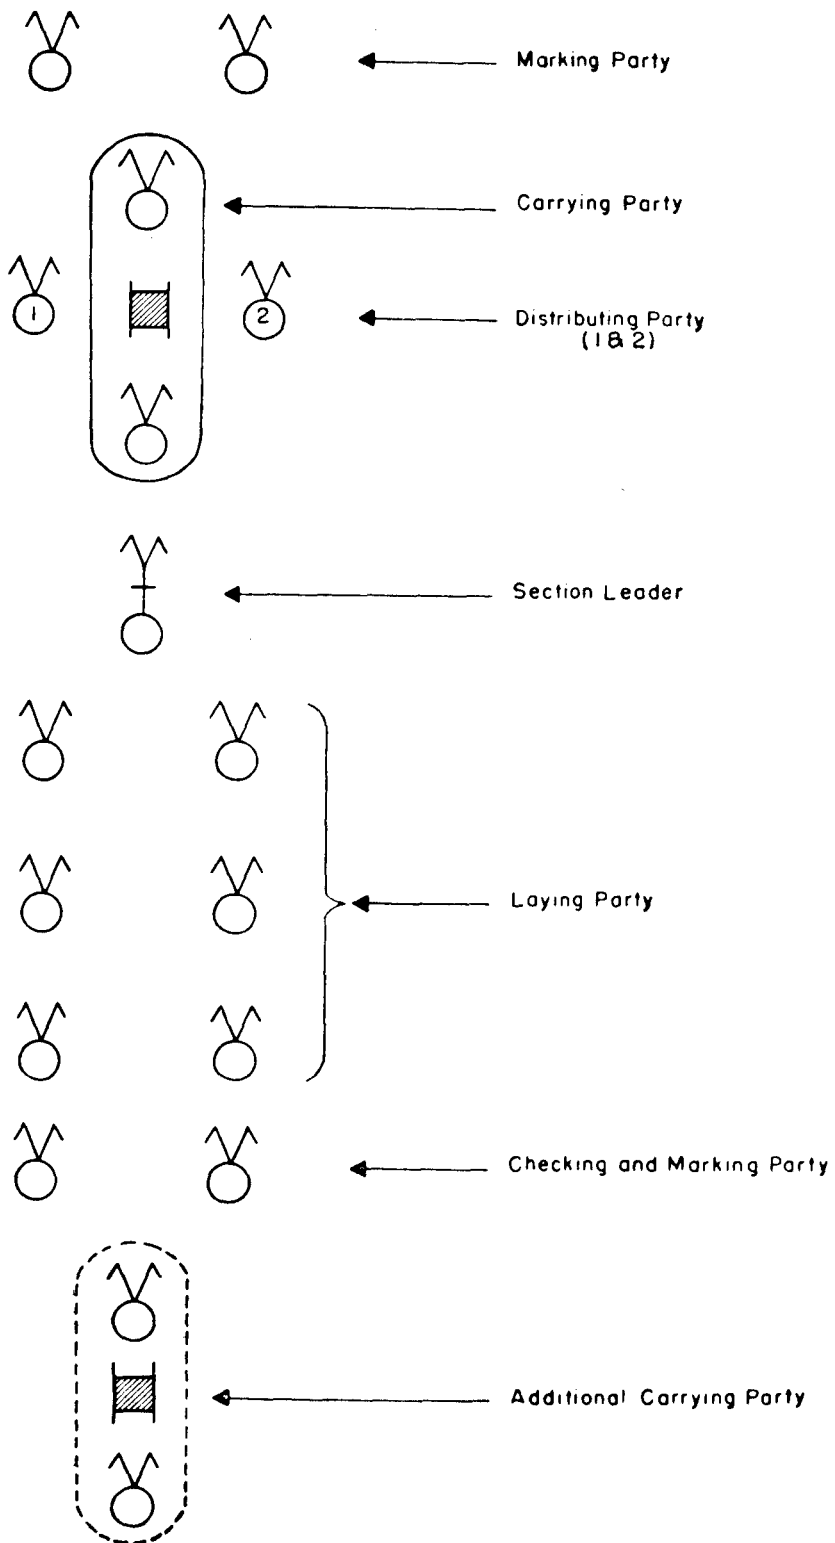 Marking Party
Carrying Party
1
2
Distributing Party
(1 & 2)
Section Leader
Laying Party
Checking and Marking Party
Additional Carrying Party